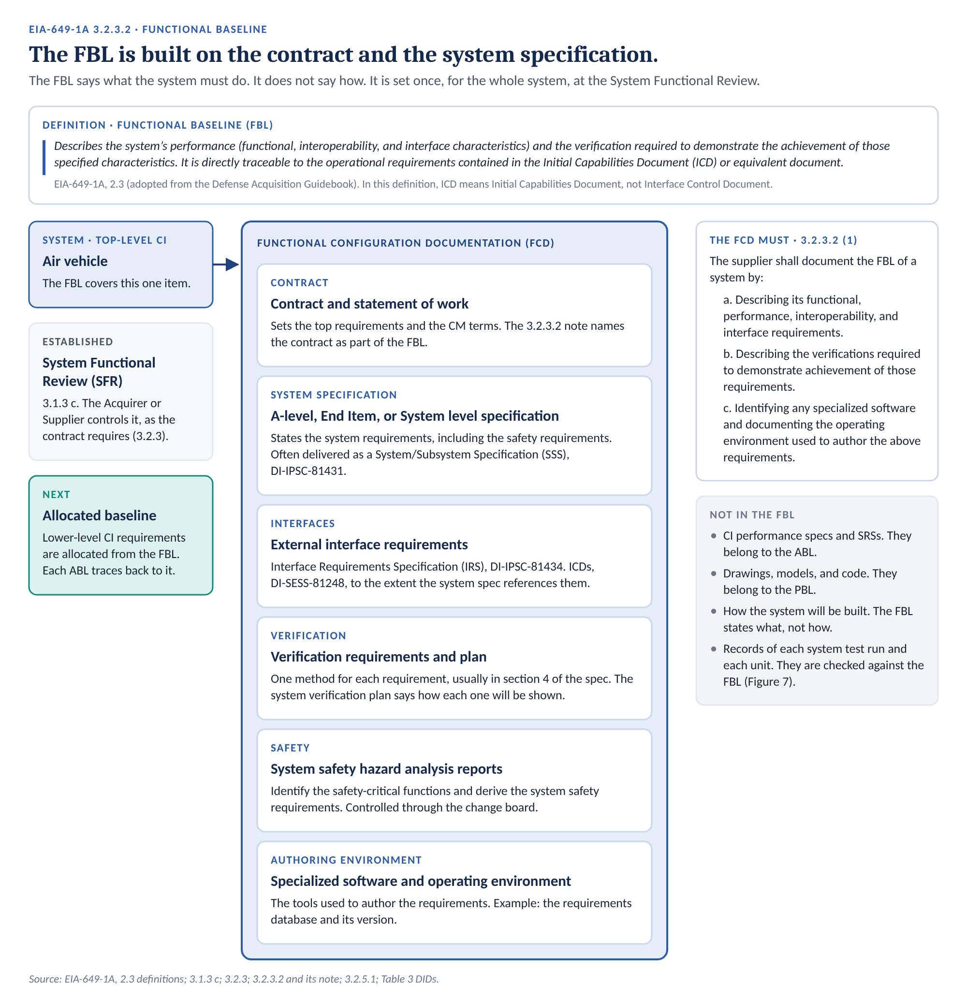 EIA-649-1A 3.2.3.2 · FUNCTIONAL BASELINE
The FBL is built on the contract and the system specification.
The FBL says what the system must do. It does not say how. It is set once, for the whole system, at the System Functional Review.
DEFINITION · FUNCTIONAL BASELINE (FBL)
Describes the system’s performance (functional, interoperability, and interface characteristics) and the verification required to demonstrate the achievement of those
specified characteristics. It is directly traceable to the operational requirements contained in the Initial Capabilities Document (ICD) or equivalent document.
EIA-649-1A, 2.3 (adopted from the Defense Acquisition Guidebook). In this definition, ICD means Initial Capabilities Document, not Interface Control Document.
SYSTEM · TOP-LEVEL CI
Air vehicle
The FBL covers this one item.
ESTABLISHED
System Functional
Review (SFR)
3.1.3 c. The Acquirer or
Supplier controls it, as the
contract requires (3.2.3).
NEXT
Allocated baseline
Lower-level CI requirements
are allocated from the FBL.
Each ABL traces back to it.
FUNCTIONAL CONFIGURATION DOCUMENTATION (FCD)
CONTRACT
Contract and statement of work
Sets the top requirements and the CM terms. The 3.2.3.2 note names
the contract as part of the FBL.
SYSTEM SPECIFICATION
A-level, End Item, or System level specification
States the system requirements, including the safety requirements.
Often delivered as a System/Subsystem Specification (SSS),
DI-IPSC-81431.
INTERFACES
External interface requirements
Interface Requirements Specification (IRS), DI-IPSC-81434. ICDs,
DI-SESS-81248, to the extent the system spec references them.
VERIFICATION
Verification requirements and plan
One method for each requirement, usually in section 4 of the spec. The
system verification plan says how each one will be shown.
SAFETY
System safety hazard analysis reports
Identify the safety-critical functions and derive the system safety
requirements. Controlled through the change board.
AUTHORING ENVIRONMENT
Specialized software and operating environment
The tools used to author the requirements. Example: the requirements
database and its version.
THE FCD MUST · 3.2.3.2 (1)
The supplier shall document the FBL of a
system by:
a. Describing its functional,
performance, interoperability, and
interface requirements.
b. Describing the verifications required
to demonstrate achievement of those
requirements.
c. Identifying any specialized software
and documenting the operating
environment used to author the above
requirements.
NOT IN THE FBL
• CI performance specs and SRSs. They
belong to the ABL.
• Drawings, models, and code. They
belong to the PBL.
• How the system will be built. The FBL
states what, not how.
• Records of each system test run and
each unit. They are checked against the
FBL (Figure 7).
Source: EIA-649-1A, 2.3 definitions; 3.1.3 c; 3.2.3; 3.2.3.2 and its note; 3.2.5.1; Table 3 DIDs.